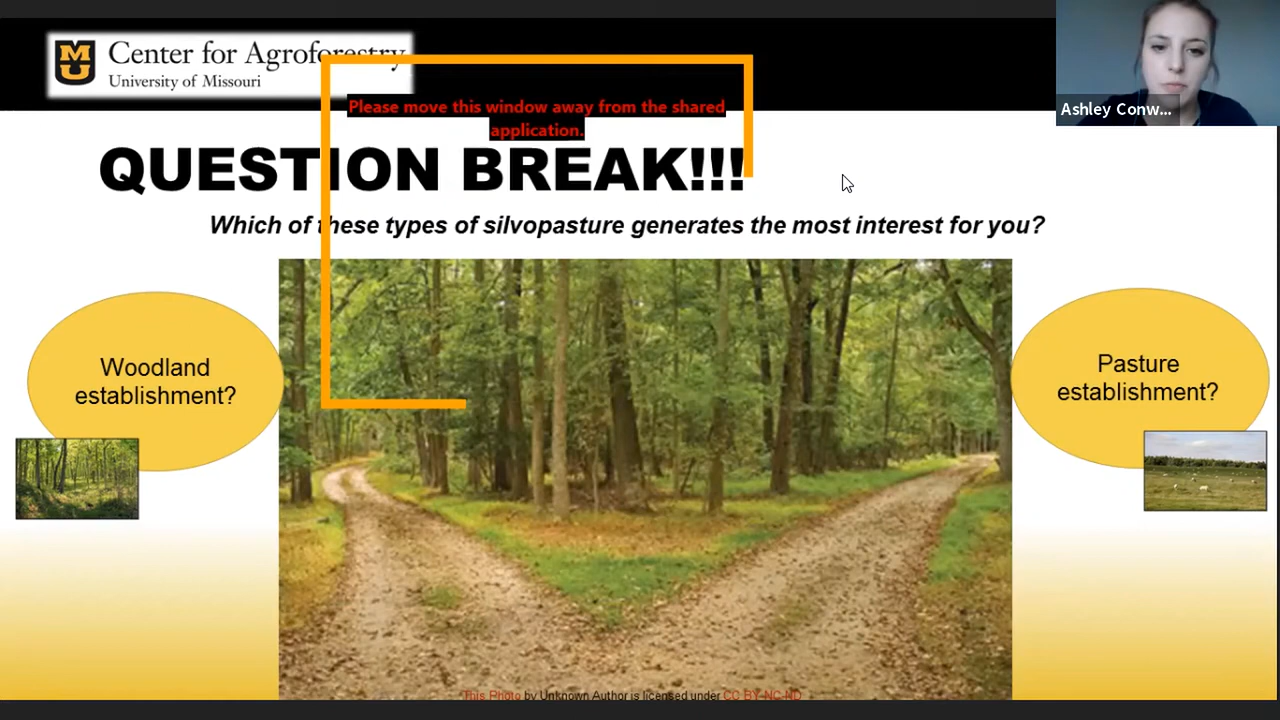 Center for Agroforestry
University of Missouri
Ashley Conw...
Please move this window away from the shared
application.
QUESTION BREAK!!!
Which of these types of silvopasture generates the most interest for you?
Woodland
establishment?
Pasture
establishment?
This Photo by Unknown Author is licensed under CC BY-NC-ND